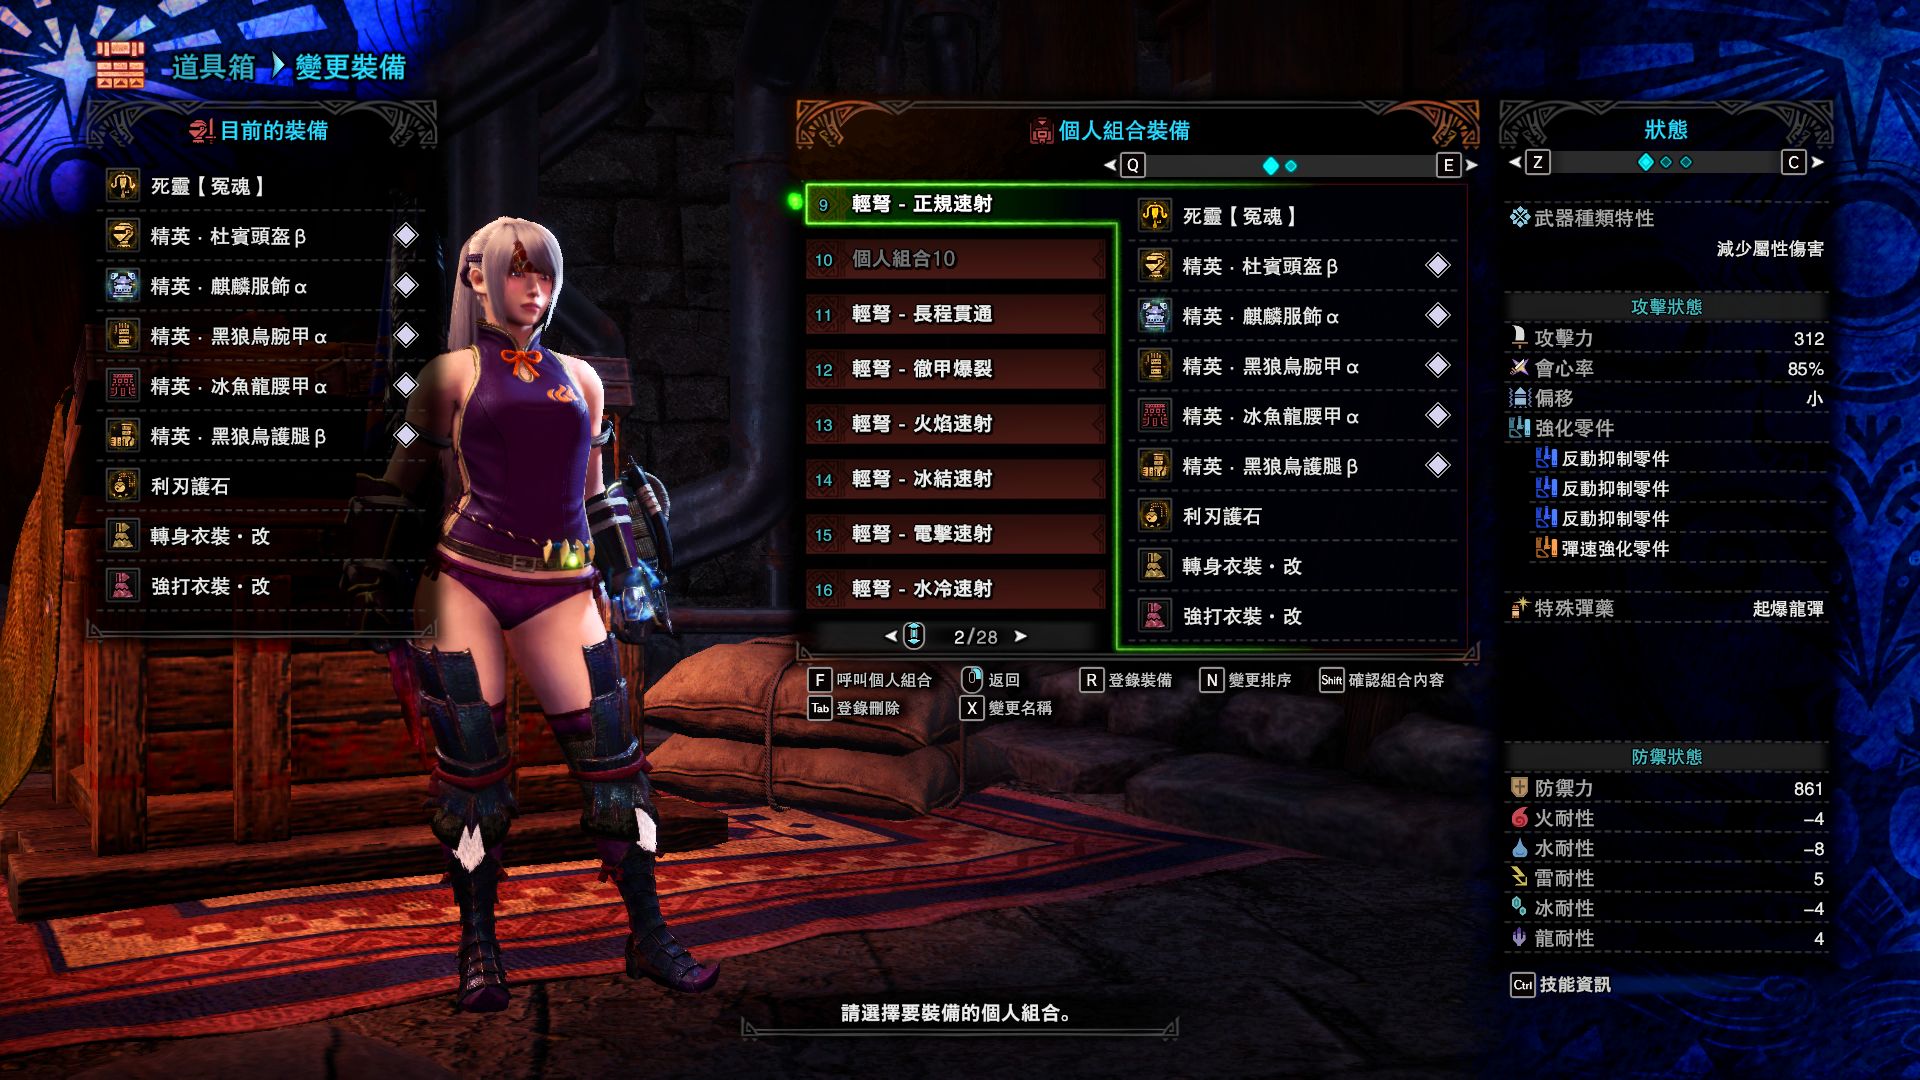 道具箱 變更裝備
目前的裝備
死靈【冤魂】
精英．杜賓頭盔β
精英．麒麟服飾α
精英．黑狼鳥腕甲α
精英．冰魚龍腰甲α
精英．黑狼鳥護腿β
利刃護石
轉身衣裝・改
強打衣裝・改
個人組合裝備
Q E
9 輕弩 - 正規速射
10 個人組合10
11 輕弩 - 長程貫通
12 輕弩 - 徹甲爆裂
13 輕弩 - 火焰速射
14 輕弩 - 冰結速射
15 輕弩 - 電擊速射
16 輕弩 - 水冷速射
2/28
死靈【冤魂】
精英．杜賓頭盔β
精英．麒麟服飾α
精英．黑狼鳥腕甲α
精英．冰魚龍腰甲α
精英．黑狼鳥護腿β
利刃護石
轉身衣裝・改
強打衣裝・改
F 呼叫個人組合 返回 R 登錄裝備 N 變更排序 Shift 確認組合內容
Tab 登錄刪除 X 變更名稱
狀態
Z C
武器種類特性
減少屬性傷害
攻擊狀態
攻擊力 312
會心率 85%
偏移 小
強化零件
反動抑制零件
反動抑制零件
反動抑制零件
彈速強化零件
特殊彈藥 起爆龍彈
防禦狀態
防禦力 861
火耐性 −4
水耐性 −8
雷耐性 5
冰耐性 −4
龍耐性 4
Ctrl 技能資訊
請選擇要裝備的個人組合。